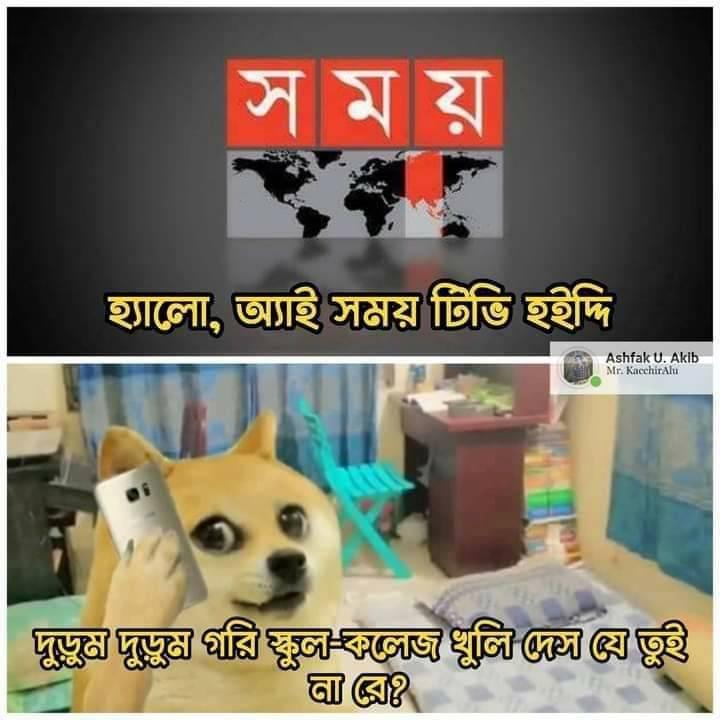 সময়
হ্যালো, অ্যাই সময় টিভি হইদ্দি
Ashfak U. Akib
Mr. KacchirAlu
দুড়ুম দুড়ুম গরি স্কুল-কলেজ খুলি দেস যে তুই
না রে?